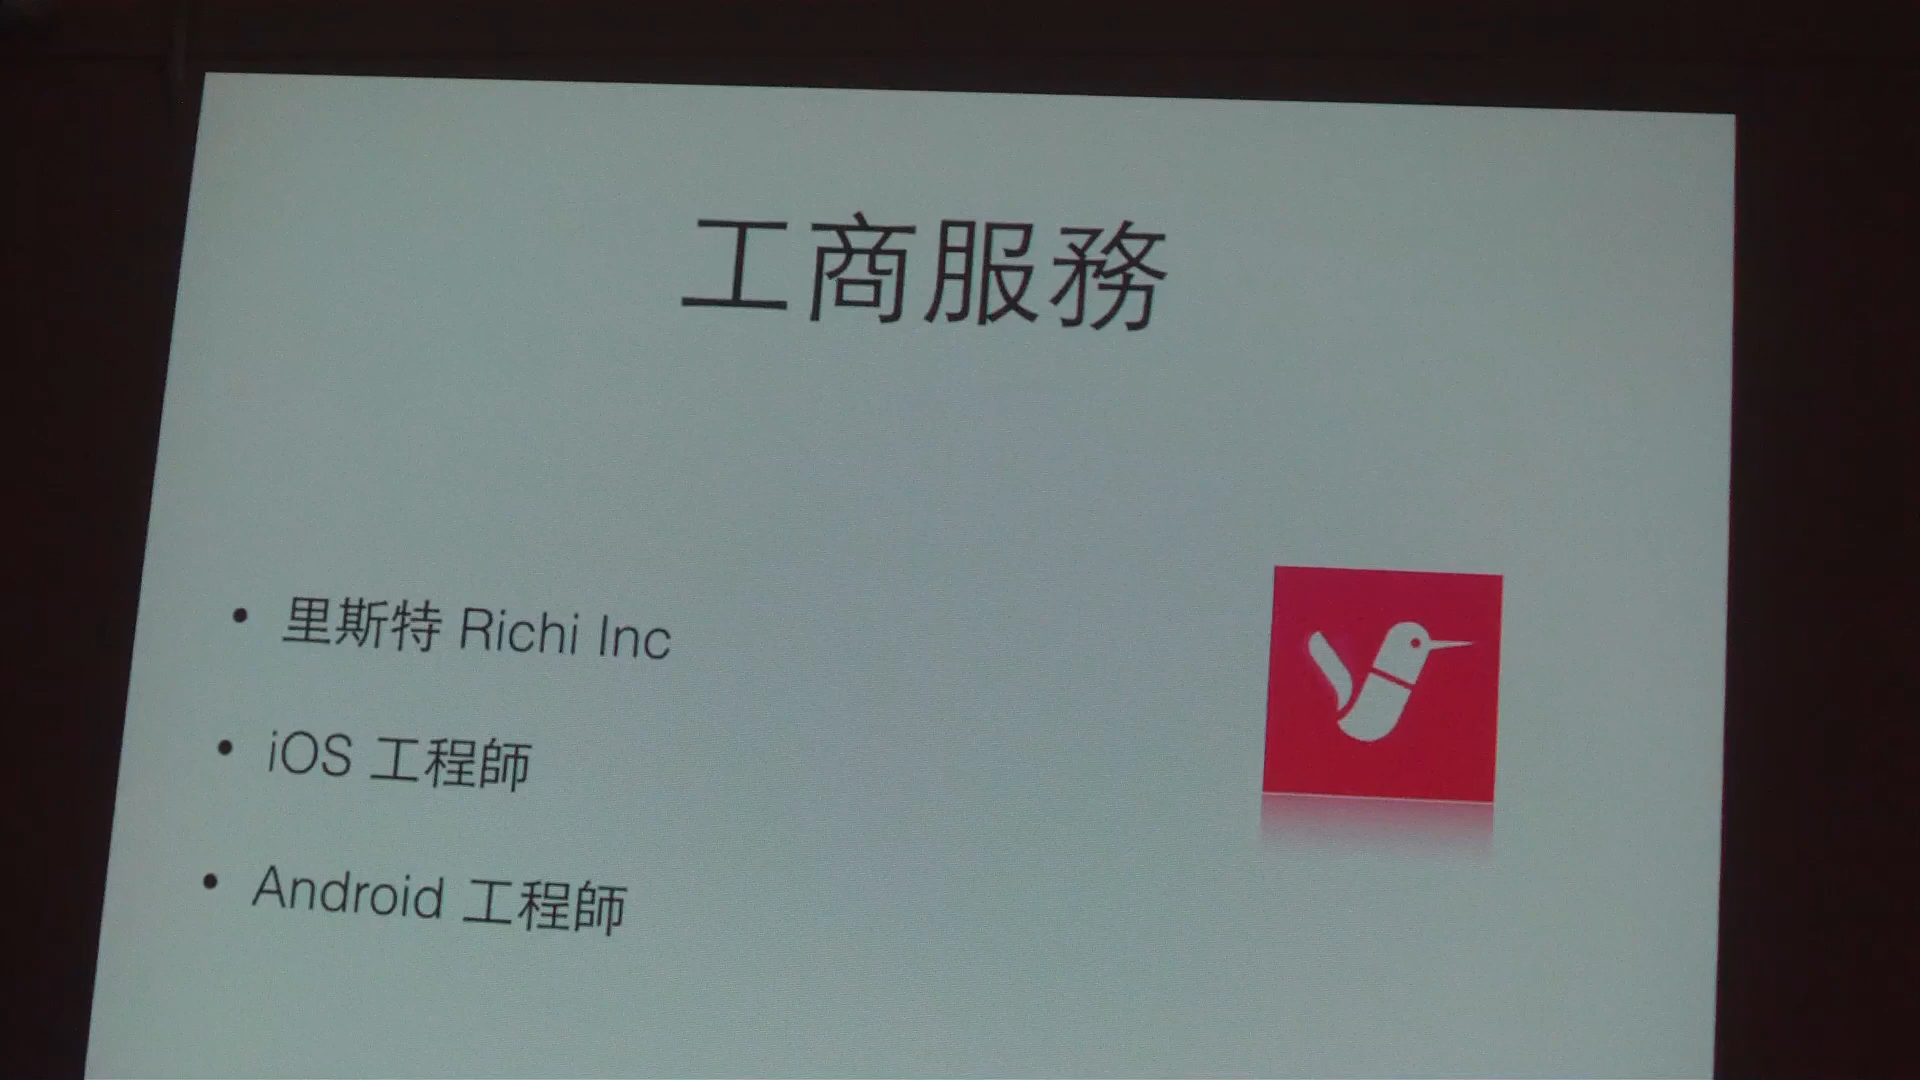 工商服務
• 里斯特 Richi Inc
• iOS 工程師
• Android 工程師